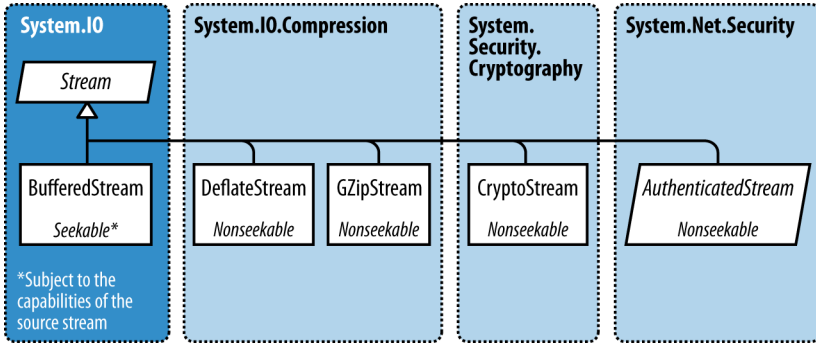 System.IO
Stream
BufferedStream
Seekable*
*Subject to the
capabilities of the
source stream
System.IO.Compression
DeflateStream
Nonseekable
GZipStream
Nonseekable
System.
Security.
Cryptography
CryptoStream
Nonseekable
System.Net.Security
AuthenticatedStream
Nonseekable